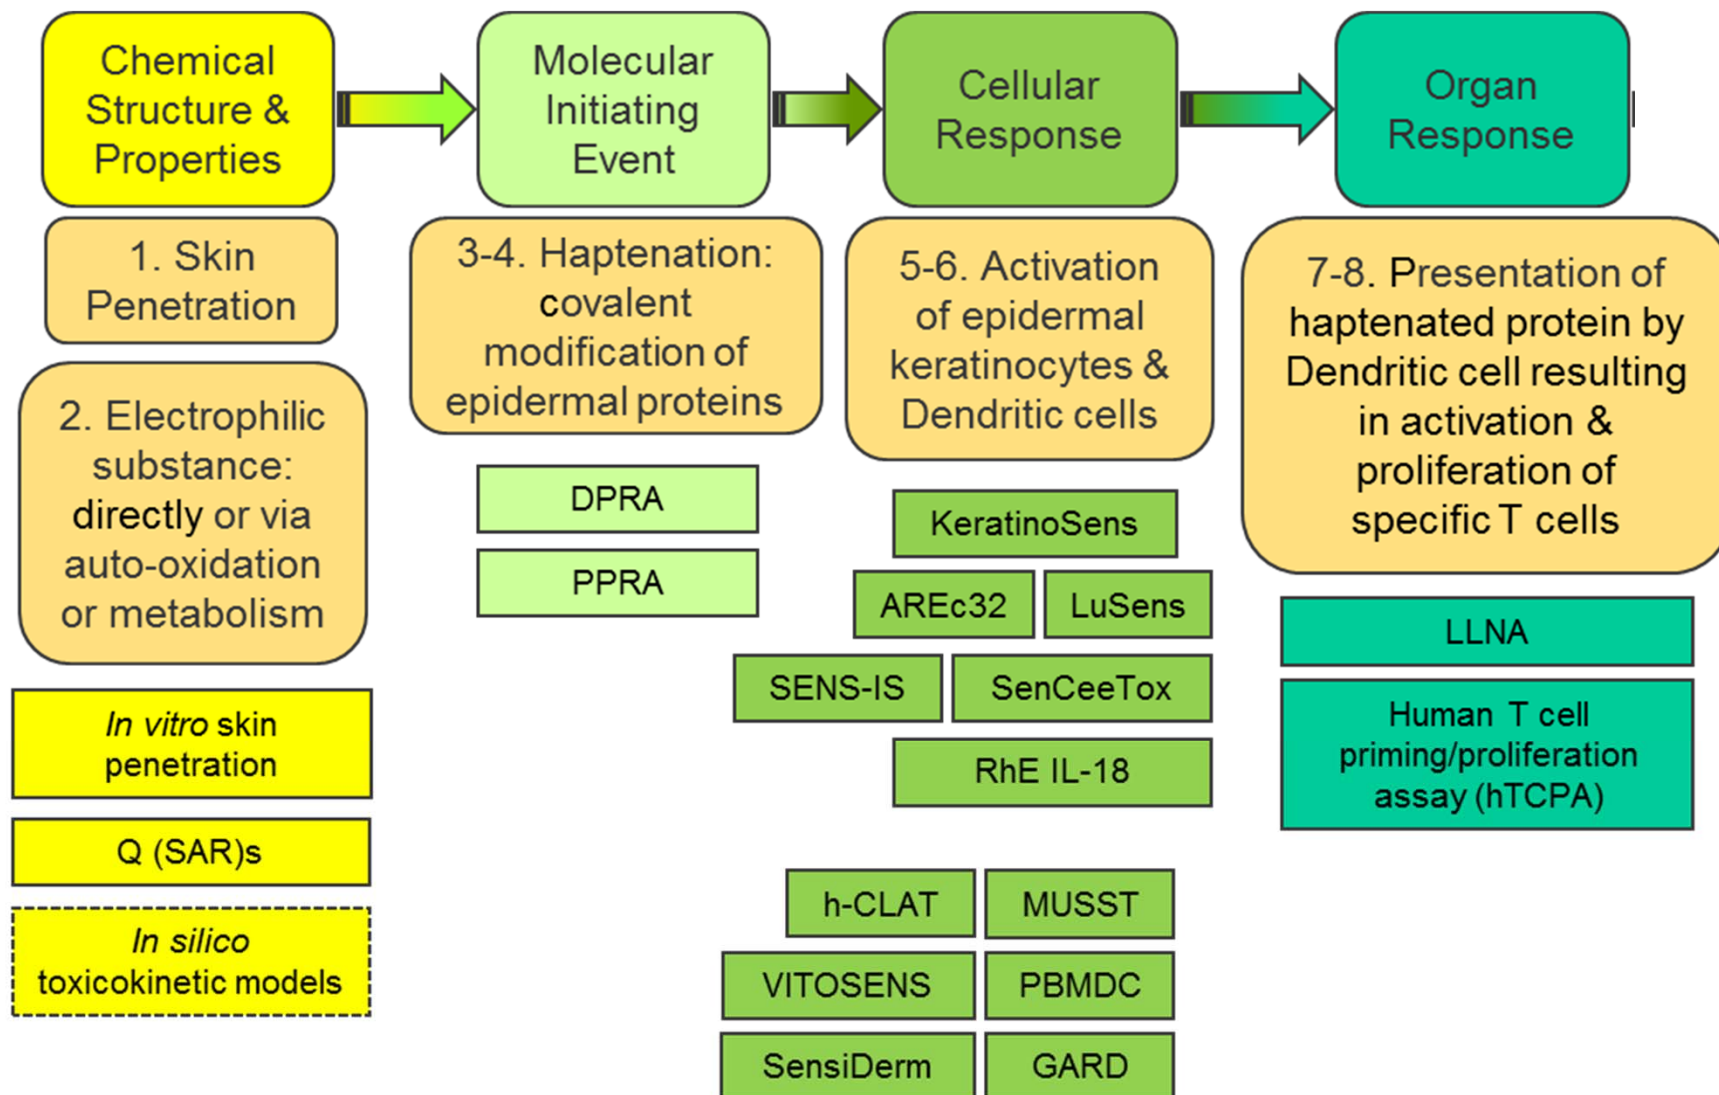 Chemical
Structure &
Properties
Molecular
Initiating
Event
Cellular
Response
Organ
Response
1. Skin
Penetration
2. Electrophilic
substance:
directly or via
auto-oxidation
or metabolism
In vitro skin
penetration
Q (SAR)s
In silico
toxicokinetic models
3-4. Haptenation:
covalent
modification of
epidermal proteins
DPRA
PPRA
5-6. Activation
of epidermal
keratinocytes &
Dendritic cells
KeratinoSens
AREc32
LuSens
SENS-IS
SenCeeTox
RhE IL-18
h-CLAT
MUSST
VITOSENS
PBMDC
SensiDerm
GARD
7-8. Presentation of
haptenated protein by
Dendritic cell resulting
in activation &
proliferation of
specific T cells
LLNA
Human T cell
priming/proliferation
assay (hTCPA)